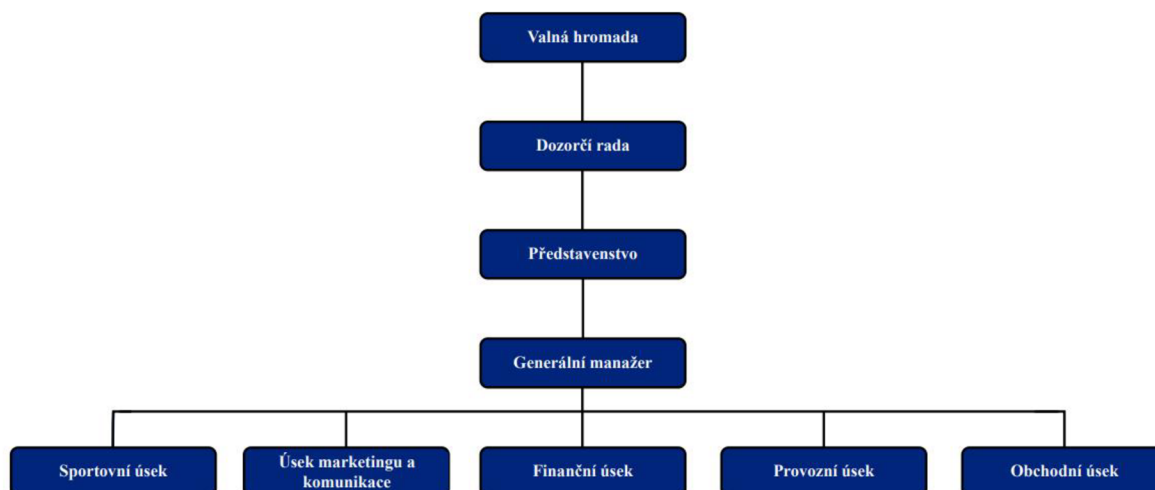 Valná hromada
Dozorčí rada
Představenstvo
Generální manažer
Sportovní úsek
Úsek marketingu a
komunikace
Finanční úsek
Provozní úsek
Obchodní úsek